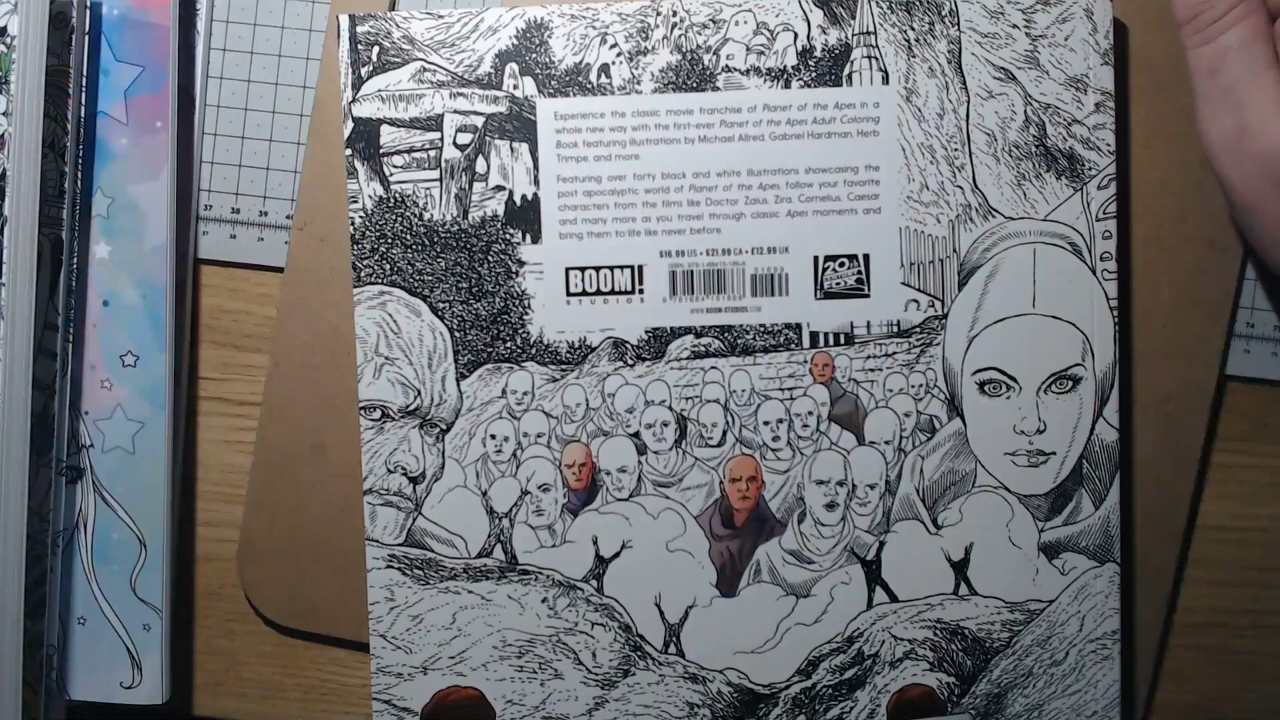 Experience the classic movie franchise of Planet of the Apes in a
whole new way with the first-ever Planet of the Apes Adult Coloring
Book, featuring illustrations by Michael Allred, Gabriel Hardman, Herb
Trimpe, and more.
Featuring over forty black and white illustrations showcasing the
post apocalyptic world of Planet of the Apes, follow your favorite
characters from the films like Doctor Zaius, Zira, Cornelius, Caesar
and many more as you travel through classic Apes moments and
bring them to life like never before.
$16.99 US • $21.99 CA • £12.99 UK
BOOM!
STUDIOS
51699
20th
CENTURY
FOX
WWW.BOOM-STUDIOS.COM
37 38 39
37 38 39
74